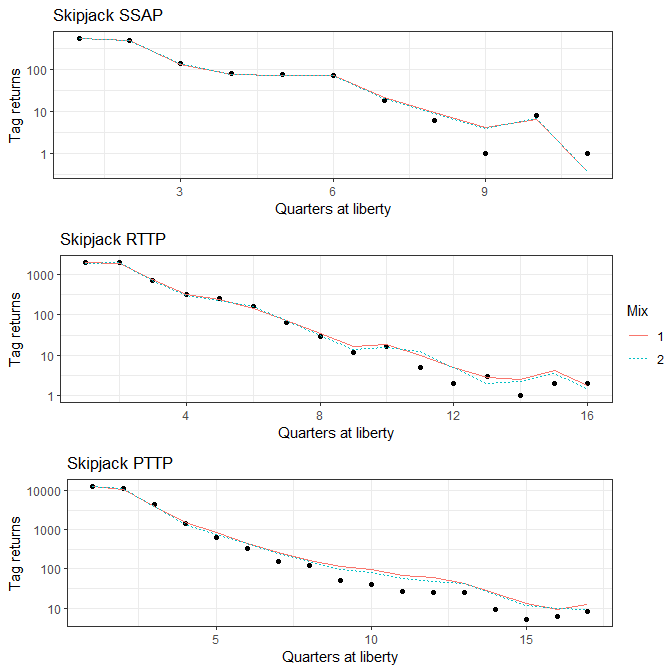 Skipjack SSAP
Tag returns
100
10
1
3
6
9
Quarters at liberty
Skipjack RTTP
Tag returns
1000
100
10
1
4
8
12
16
Quarters at liberty
Mix
1
2
Skipjack PTTP
Tag returns
10000
1000
100
10
5
10
15
Quarters at liberty